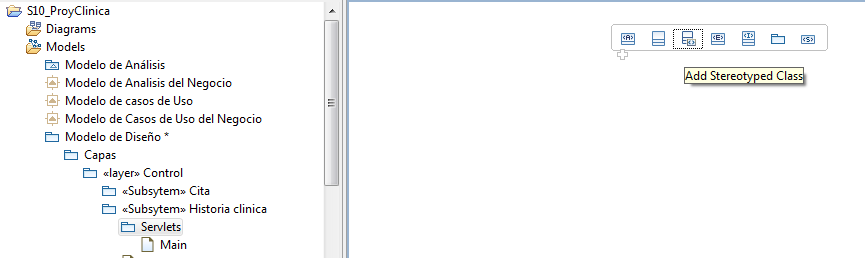 S10_ProyClinica
Diagrams
Models
Modelo de Análisis
Modelo de Analisis del Negocio
Modelo de casos de Uso
Modelo de Casos de Uso del Negocio
Modelo de Diseño *
Capas
«layer» Control
«Subsytem» Cita
«Subsytem» Historia clinica
Servlets
Main
«A»
«E»
«I»
«S»
Add Stereotyped Class